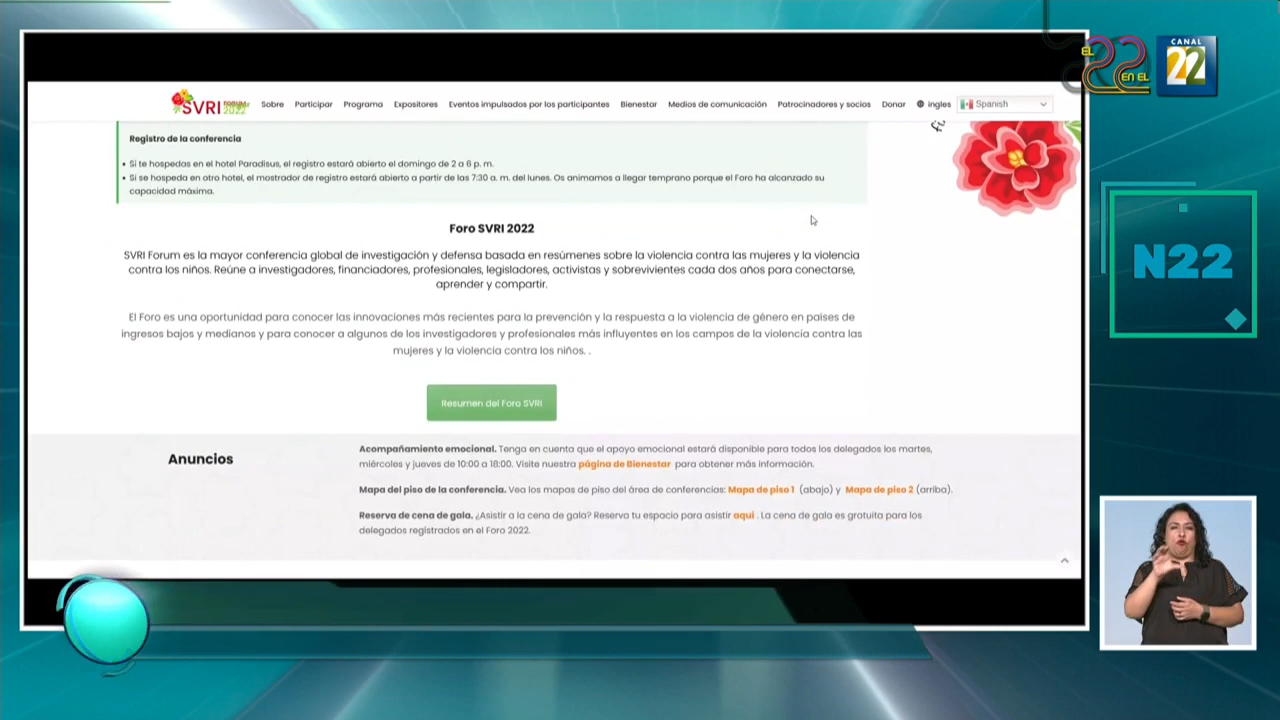 EL 22 EN EL
CANAL 22
SVRI FORUM 2022
Sobre Participar Programa Expositores Eventos impulsados por los participantes Bienestar Medios de comunicación Patrocinadores y socios Donar ingles Spanish
Registro de la conferencia
• Si te hospedas en el hotel Paradisus, el registro estará abierto el domingo de 2 a 6 p. m.
• Si se hospeda en otro hotel, el mostrador de registro estará abierto a partir de las 7:30 a. m. del lunes. Os animamos a llegar temprano porque el Foro ha alcanzado su
capacidad máxima.
Foro SVRI 2022
SVRI Forum es la mayor conferencia global de investigación y defensa basada en resúmenes sobre la violencia contra las mujeres y la violencia
contra los niños. Reúne a investigadores, financiadores, profesionales, legisladores, activistas y sobrevivientes cada dos años para conectarse,
aprender y compartir.
El Foro es una oportunidad para conocer las innovaciones más recientes para la prevención y la respuesta a la violencia de género en países de
ingresos bajos y medianos y para conocer a algunos de los investigadores y profesionales más influyentes en los campos de la violencia contra las
mujeres y la violencia contra los niños. .
Resumen del Foro SVRI
Anuncios
Acompañamiento emocional. Tenga en cuenta que el apoyo emocional estará disponible para todos los delegados los martes,
miércoles y jueves de 10:00 a 18:00. Visite nuestra página de Bienestar para obtener más información.
Mapa del piso de la conferencia. Vea los mapas de piso del área de conferencias: Mapa de piso 1 (abajo) y Mapa de piso 2 (arriba).
Reserva de cena de gala. ¿Asistir a la cena de gala? Reserva tu espacio para asistir aquí . La cena de gala es gratuita para los
delegados registrados en el Foro 2022.
N22